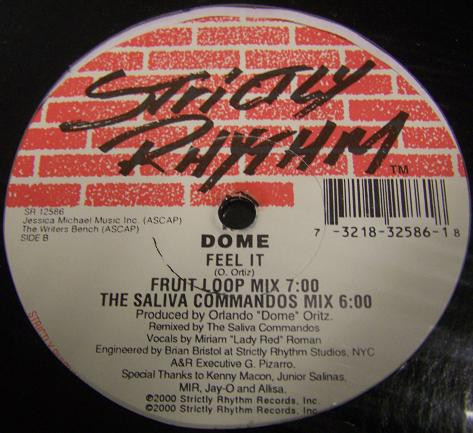 STRICTLY
RHYTHM
TM
SR 12586
Jessica Michael Music Inc. (ASCAP)
The Writers Bench (ASCAP)
SIDE B
7 -3218-32586-1 8
DOME
FEEL IT
(O. Ortiz)
FRUIT LOOP MIX 7:00
THE SALIVA COMMANDOS MIX 6:00
Produced by Orlando "Dome" Oritz.
Remixed by The Saliva Commandos
Vocals by Miriam "Lady Red" Roman
Engineered by Brian Bristol at Strictly Rhythm Studios, NYC
A&R Executive G. Pizarro.
Special Thanks to Kenny Macon, Junior Salinas,
MIR, Jay-O and Allisa.
℗2000 Strictly Rhythm Records, Inc.
©2000 Strictly Rhythm Records, Inc.
STRICTLY